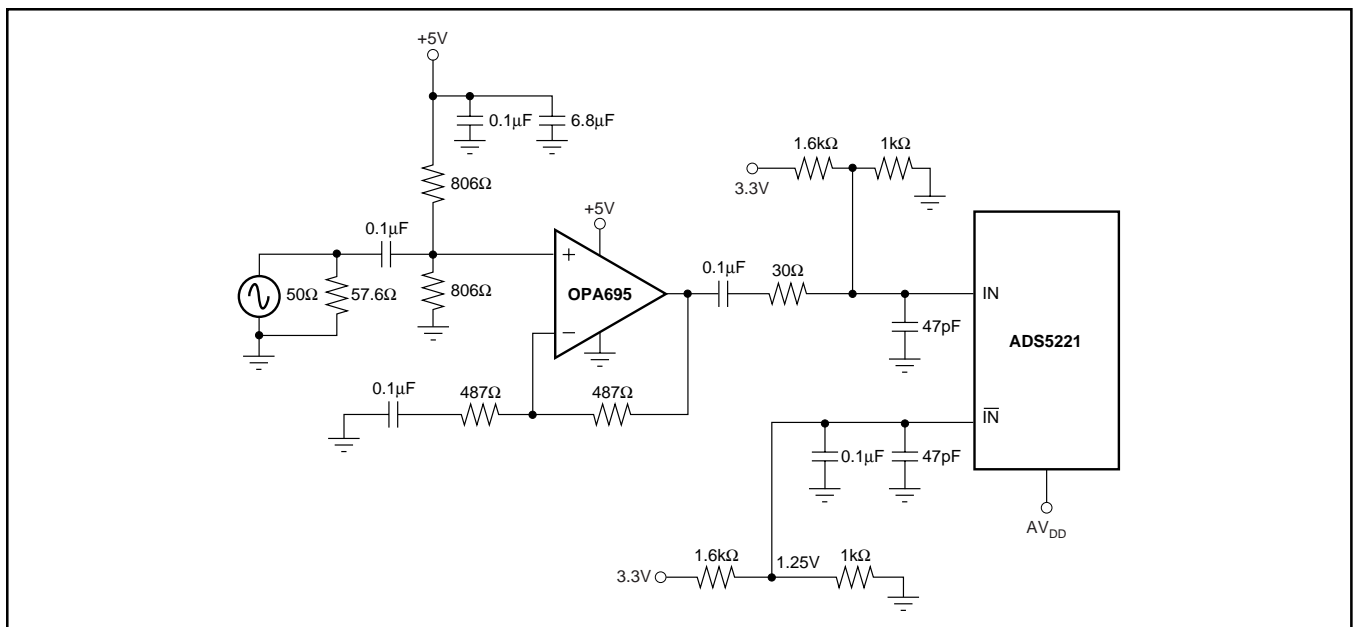 +5V
0.1µF
6.8µF
806Ω
1.6kΩ
1kΩ
3.3V
+5V
0.1µF
0.1µF
30Ω
50Ω
57.6Ω
806Ω
+
OPA695
−
IN
47pF
ADS5221
0.1µF
487Ω
487Ω
IN
0.1µF
47pF
AVDD
1.6kΩ
1.25V
1kΩ
3.3V